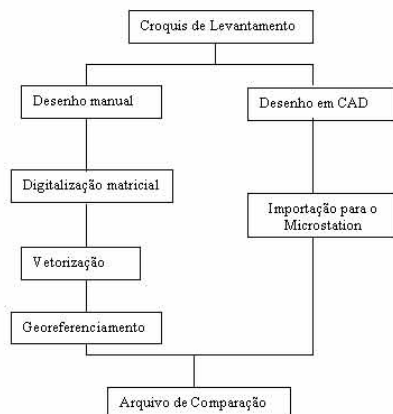 Croquis de Levantamento
Desenho manual
Desenho em CAD
Digitalização matricial
Importação para o
Microstation
Vetorização
Georeferenciamento
Arquivo de Comparação